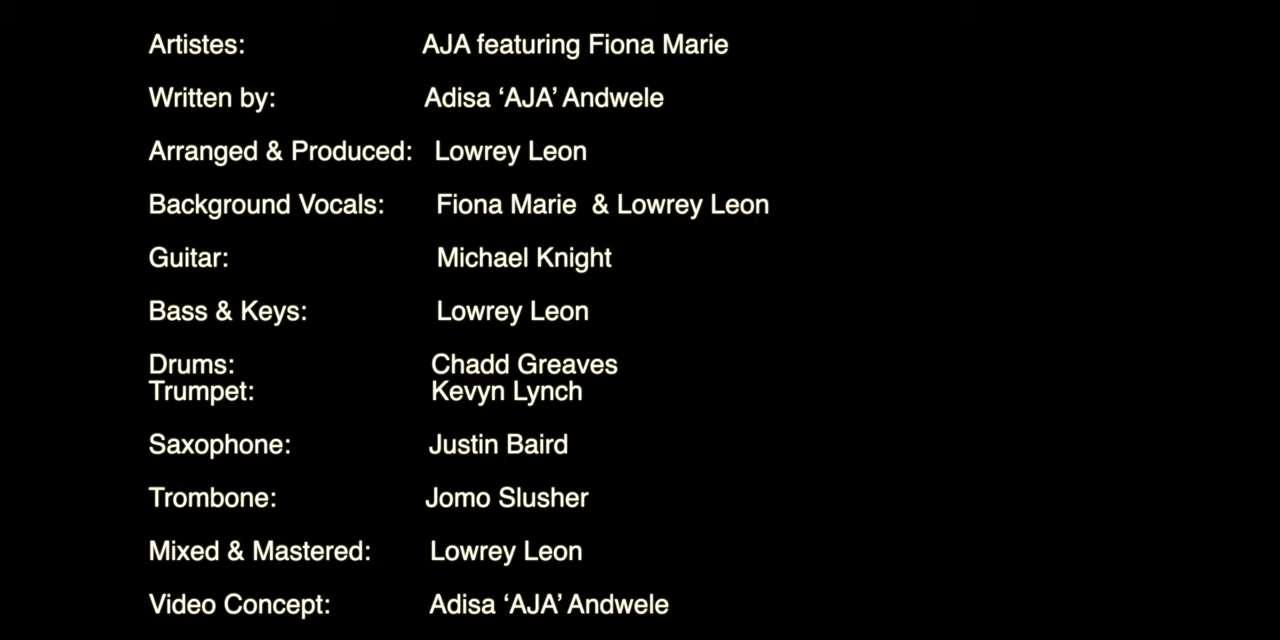 Artistes: AJA featuring Fiona Marie
Written by: Adisa ‘AJA’ Andwele
Arranged & Produced: Lowrey Leon
Background Vocals: Fiona Marie & Lowrey Leon
Guitar: Michael Knight
Bass & Keys: Lowrey Leon
Drums: Chadd Greaves
Trumpet: Kevyn Lynch
Saxophone: Justin Baird
Trombone: Jomo Slusher
Mixed & Mastered: Lowrey Leon
Video Concept: Adisa ‘AJA’ Andwele